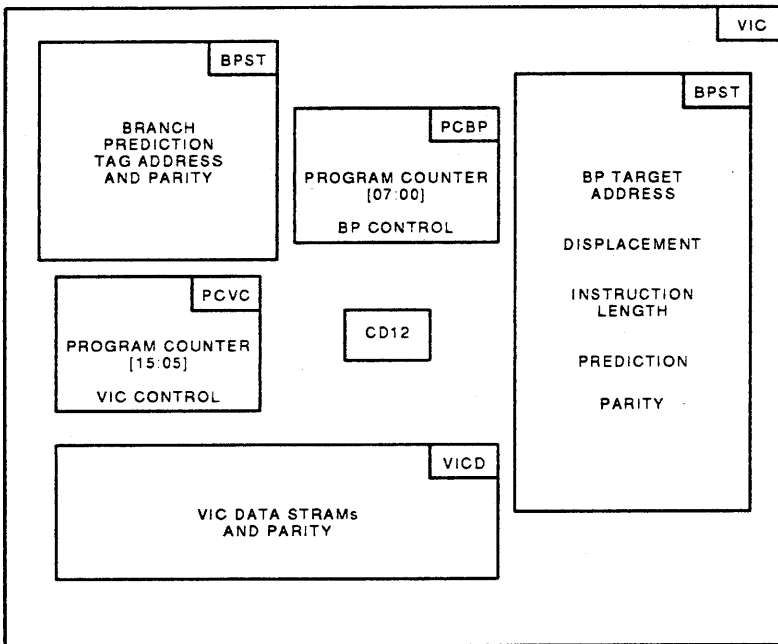 VIC
BPST
BRANCH
PREDICTION
TAG ADDRESS
AND PARITY
PCBP
PROGRAM COUNTER
[07:00]
BP CONTROL
BPST
BP TARGET
ADDRESS
DISPLACEMENT
INSTRUCTION
LENGTH
PREDICTION
PARITY
PCVC
PROGRAM COUNTER
[15:05]
VIC CONTROL
CD12
VICD
VIC DATA STRAMs
AND PARITY